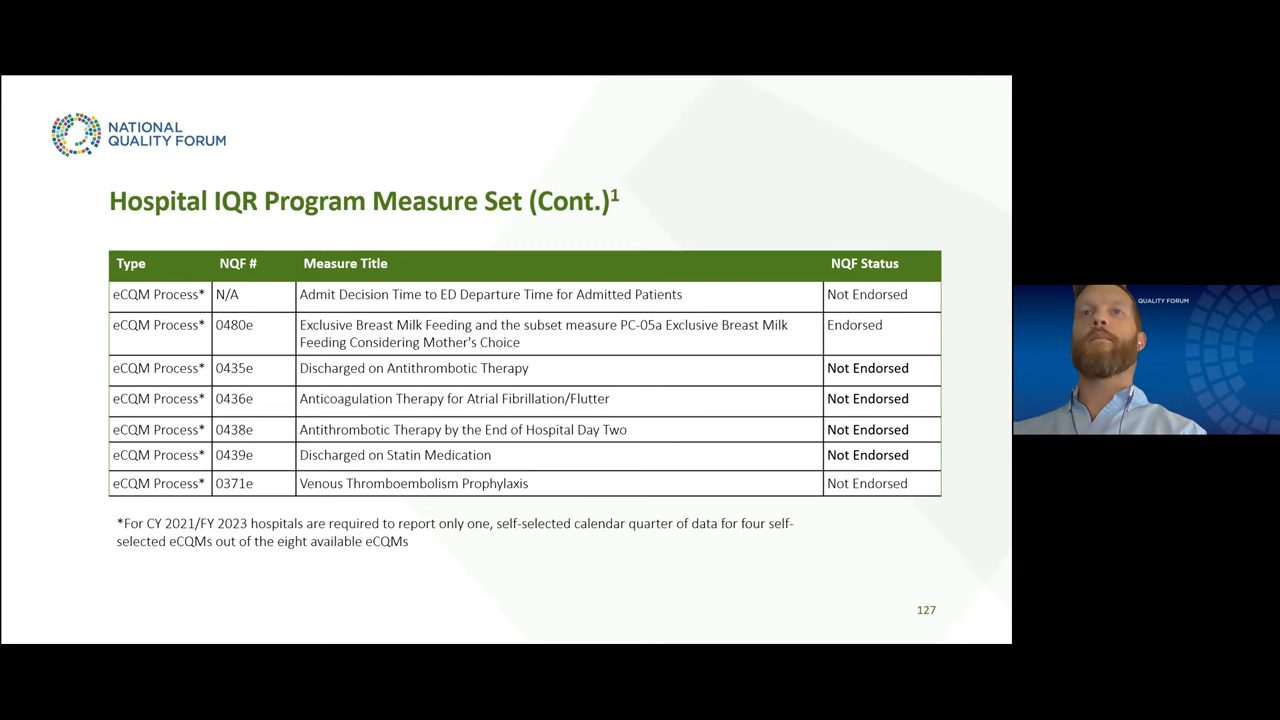 NATIONAL
QUALITY FORUM
Hospital IQR Program Measure Set (Cont.)1
Type NQF # Measure Title NQF Status
eCQM Process* N/A Admit Decision Time to ED Departure Time for Admitted Patients Not Endorsed
eCQM Process* 0480e Exclusive Breast Milk Feeding and the subset measure PC-05a Exclusive Breast Milk Endorsed
Feeding Considering Mother's Choice
eCQM Process* 0435e Discharged on Antithrombotic Therapy Not Endorsed
eCQM Process* 0436e Anticoagulation Therapy for Atrial Fibrillation/Flutter Not Endorsed
eCQM Process* 0438e Antithrombotic Therapy by the End of Hospital Day Two Not Endorsed
eCQM Process* 0439e Discharged on Statin Medication Not Endorsed
eCQM Process* 0371e Venous Thromboembolism Prophylaxis Not Endorsed
*For CY 2021/FY 2023 hospitals are required to report only one, self-selected calendar quarter of data for four self-
selected eCQMs out of the eight available eCQMs
127
QUALITY FORUM